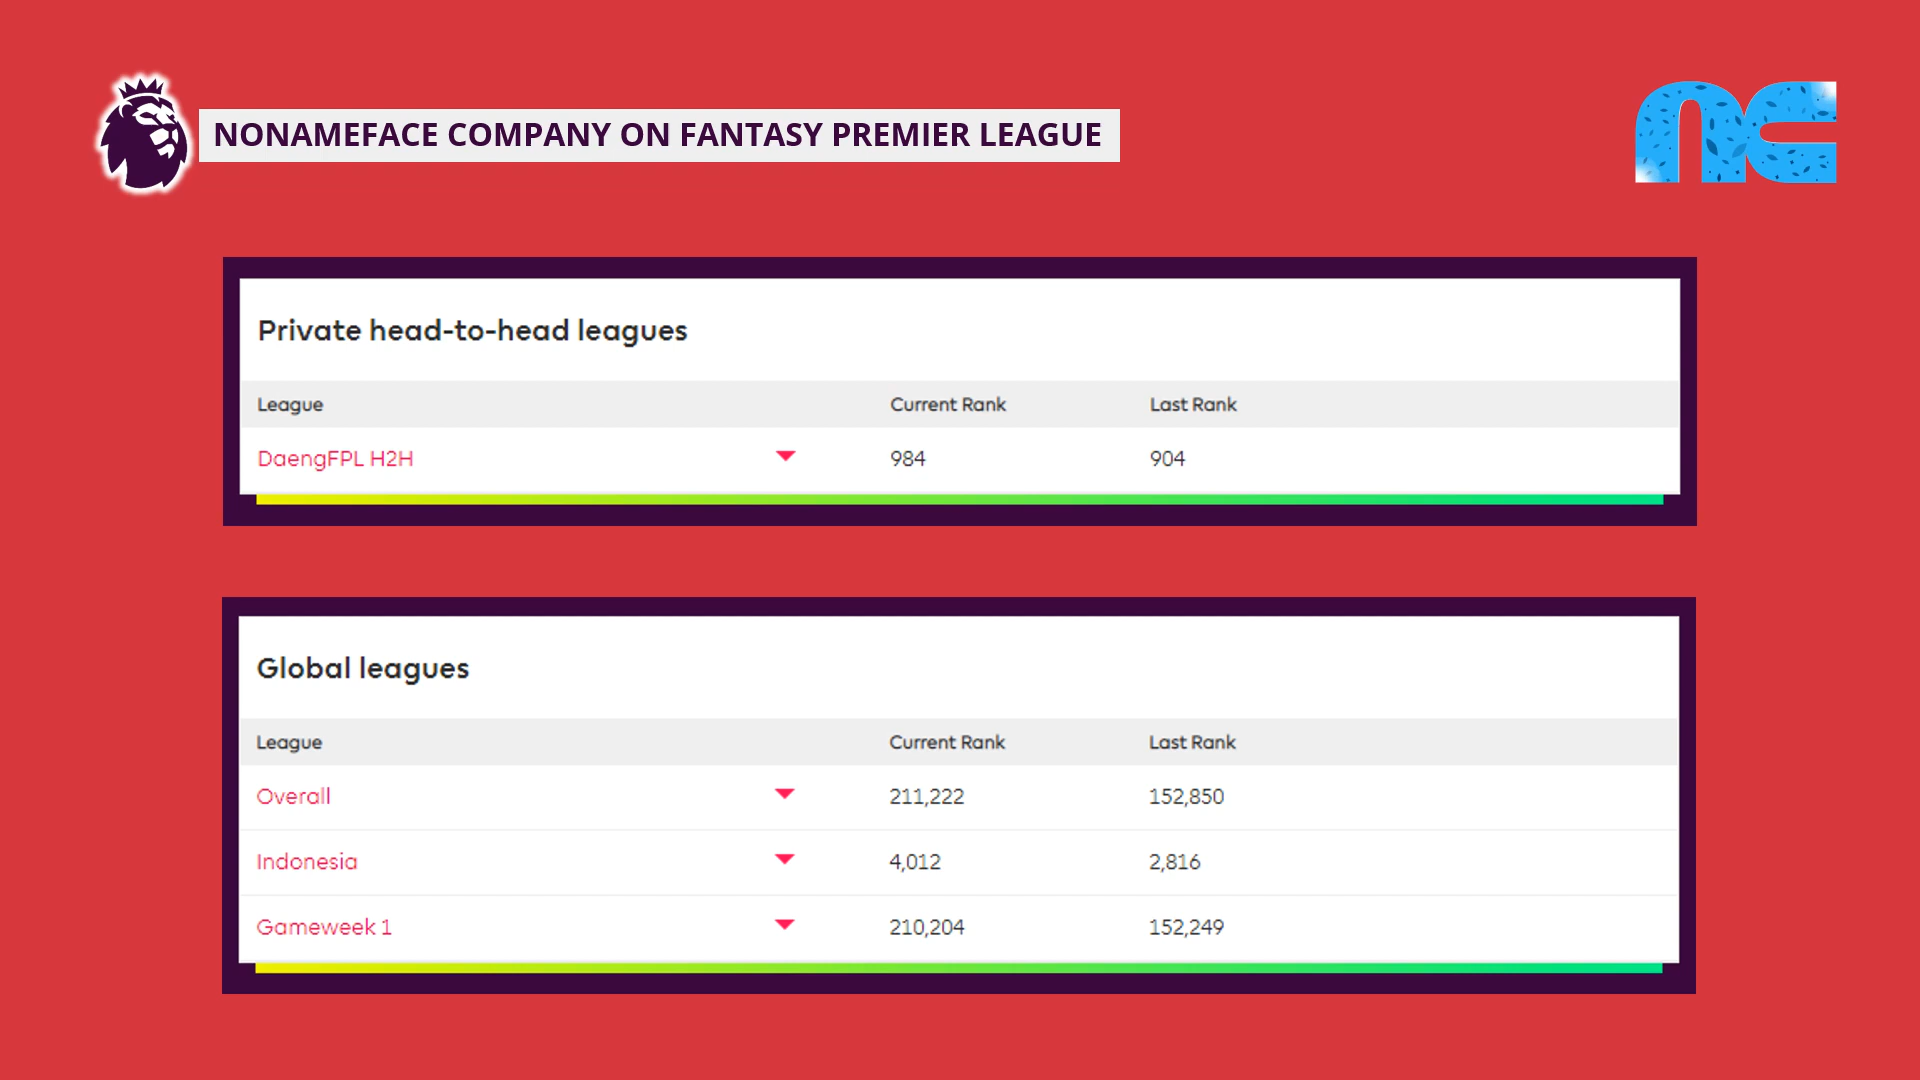 NONAMEFACE COMPANY ON FANTASY PREMIER LEAGUE
nc
Private head-to-head leagues
League Current Rank Last Rank
DaengFPL H2H 984 904
Global leagues
League Current Rank Last Rank
Overall 211,222 152,850
Indonesia 4,012 2,816
Gameweek 1 210,204 152,249